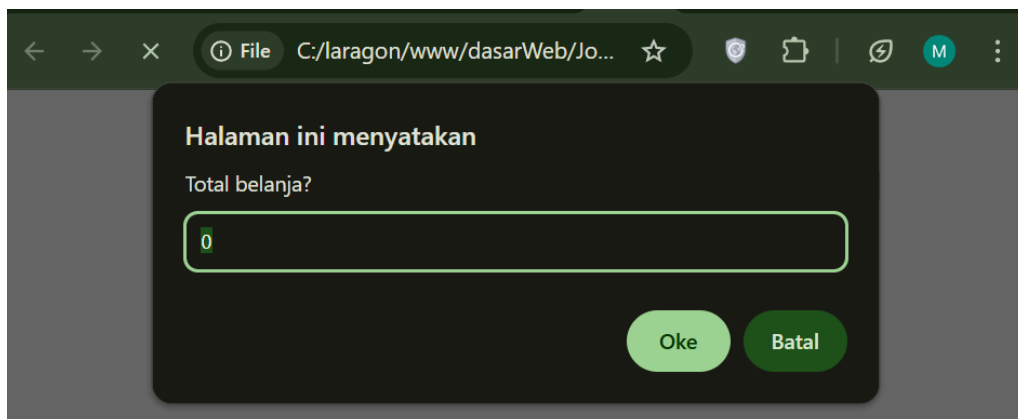 File C:/laragon/www/dasarWeb/Jo...
M
Halaman ini menyatakan
Total belanja?
0
Oke Batal